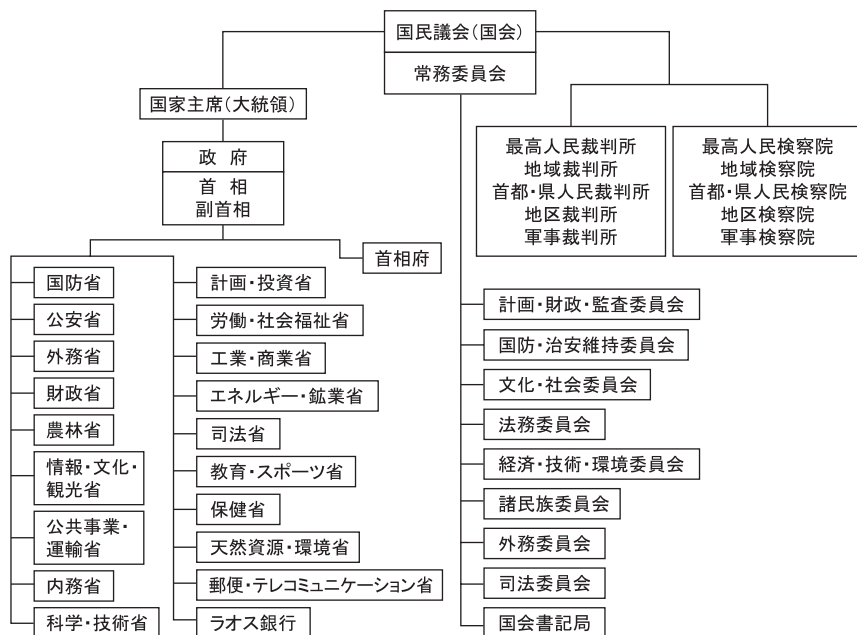 国民議会(国会)
常務委員会
国家主席(大統領)
政 府
首 相
副首相
首相府
最高人民裁判所
地域裁判所
首都・県人民裁判所
地区裁判所
軍事裁判所
最高人民検察院
地域検察院
首都・県人民検察院
地区検察院
軍事検察院
国防省
公安省
外務省
財政省
農林省
情報・文化・
観光省
公共事業・
運輸省
内務省
科学・技術省
計画・投資省
労働・社会福祉省
工業・商業省
エネルギー・鉱業省
司法省
教育・スポーツ省
保健省
天然資源・環境省
郵便・テレコミュニケーション省
ラオス銀行
計画・財政・監査委員会
国防・治安維持委員会
文化・社会委員会
法務委員会
経済・技術・環境委員会
諸民族委員会
外務委員会
司法委員会
国会書記局